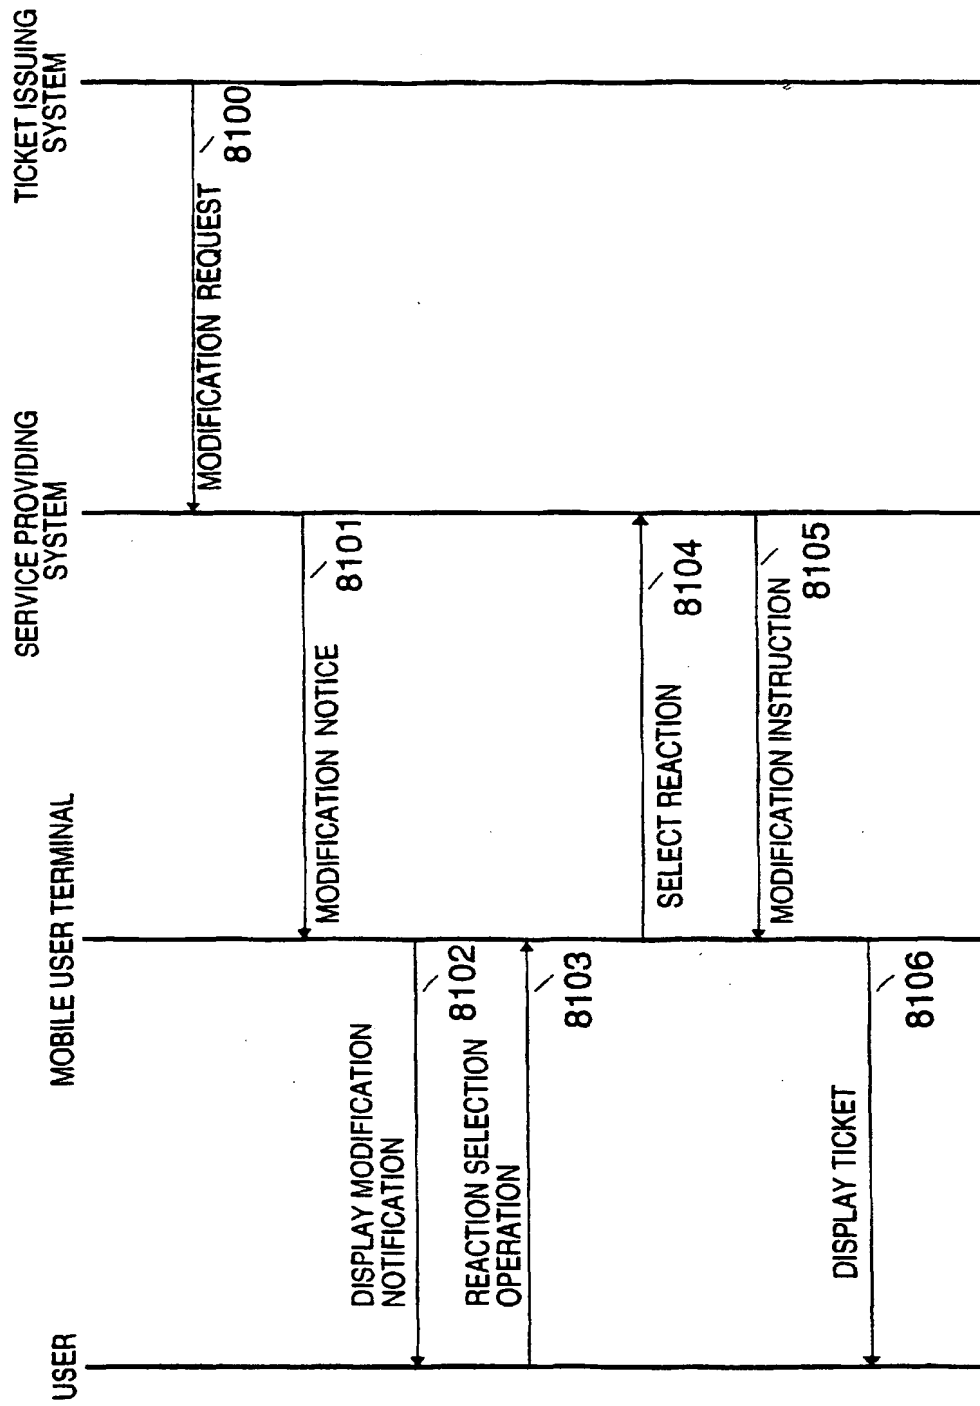 USER
MOBILE USER TERMINAL
SERVICE PROVIDING
SYSTEM
TICKET ISSUING
SYSTEM
MODIFICATION REQUEST
8100
MODIFICATION NOTICE
8101
DISPLAY MODIFICATION
NOTIFICATION
8102
REACTION SELECTION
OPERATION
8103
SELECT REACTION
8104
MODIFICATION INSTRUCTION
8105
DISPLAY TICKET
8106